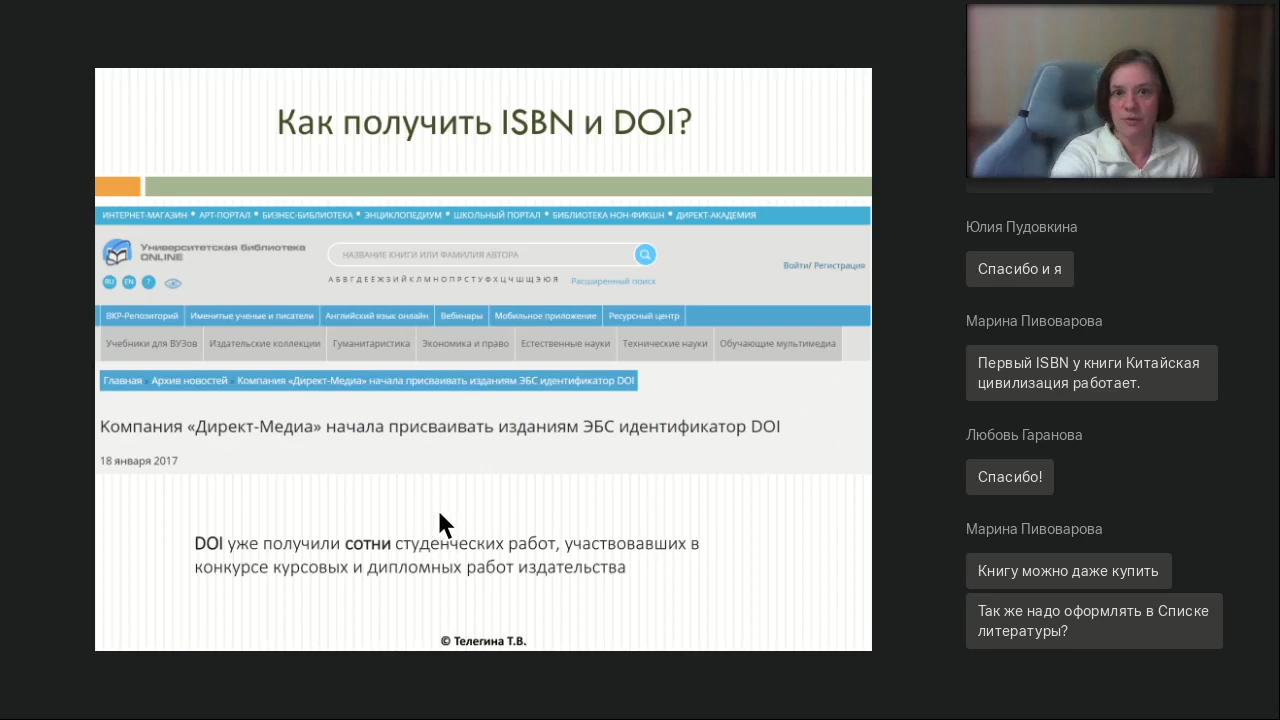 Как получить ISBN и DOI?
ИНТЕРНЕТ-МАГАЗИН • АРТ-ПОРТАЛ • БИЗНЕС-БИБЛИОТЕКА • ЭНЦИКЛОПЕДИУМ • ШКОЛЬНЫЙ ПОРТАЛ • БИБЛИОТЕКА НОН-ФИКШН • ДИРЕКТ-АКАДЕМИЯ
Университетская библиотека
ONLINE
НАЗВАНИЕ КНИГИ ИЛИ ФАМИЛИЯ АВТОРА
Войти/ Регистрация
RU EN ?
А Б В Г Д Е Ё Ж З И Й К Л М Н О П Р С Т У Ф Х Ц Ч Ш Щ Э Ю Я
Расширенный поиск
ВКР-Репозиторий Именитые ученые и писатели Английский язык онлайн Вебинары Мобильное приложение Ресурсный центр
Учебники для ВУЗов Издательские коллекции Гуманитаристика Экономика и право Естественные науки Технические науки Обучающие мультимедиа
Главная » Архив новостей » Компания «Директ-Медиа» начала присваивать изданиям ЭБС идентификатор DOI
Компания «Директ-Медиа» начала присваивать изданиям ЭБС идентификатор DOI
18 января 2017
DOI уже получили сотни студенческих работ, участвовавших в
конкурсе курсовых и дипломных работ издательства
© Телегина Т.В.
Юлия Пудовкина
Спасибо и я
Марина Пивоварова
Первый ISBN у книги Китайская
цивилизация работает.
Любовь Гаранова
Спасибо!
Марина Пивоварова
Книгу можно даже купить
Так же надо оформлять в Списке
литературы?